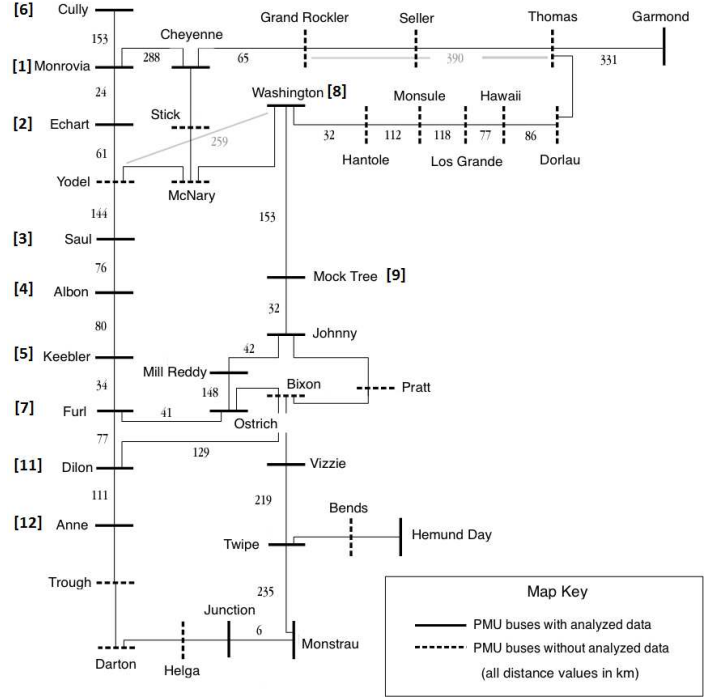 [6] Cully
153
Cheyenne
Grand Rockler
Seller
Thomas
Garmond
[1] Monrovia
288
65
390
331
24
Washington [8]
[2] Echart
Stick
259
Monsule
Hawaii
32
112
118
77
86
61
Hantole
Los Grande
Dorlau
Yodel
McNary
144
153
[3] Saul
76
Mock Tree [9]
[4] Albon
32
80
Johnny
42
[5] Keebler
Mill Reddy
34
148
Bixon
Pratt
[7] Furl
41
Ostrich
77
129
[11] Dilon
Vizzie
111
219
[12] Anne
Bends
Twipe
Hemund Day
Trough
235
Junction
6
Monstrau
Darton
Helga
Map Key
PMU buses with analyzed data
PMU buses without analyzed data
(all distance values in km)